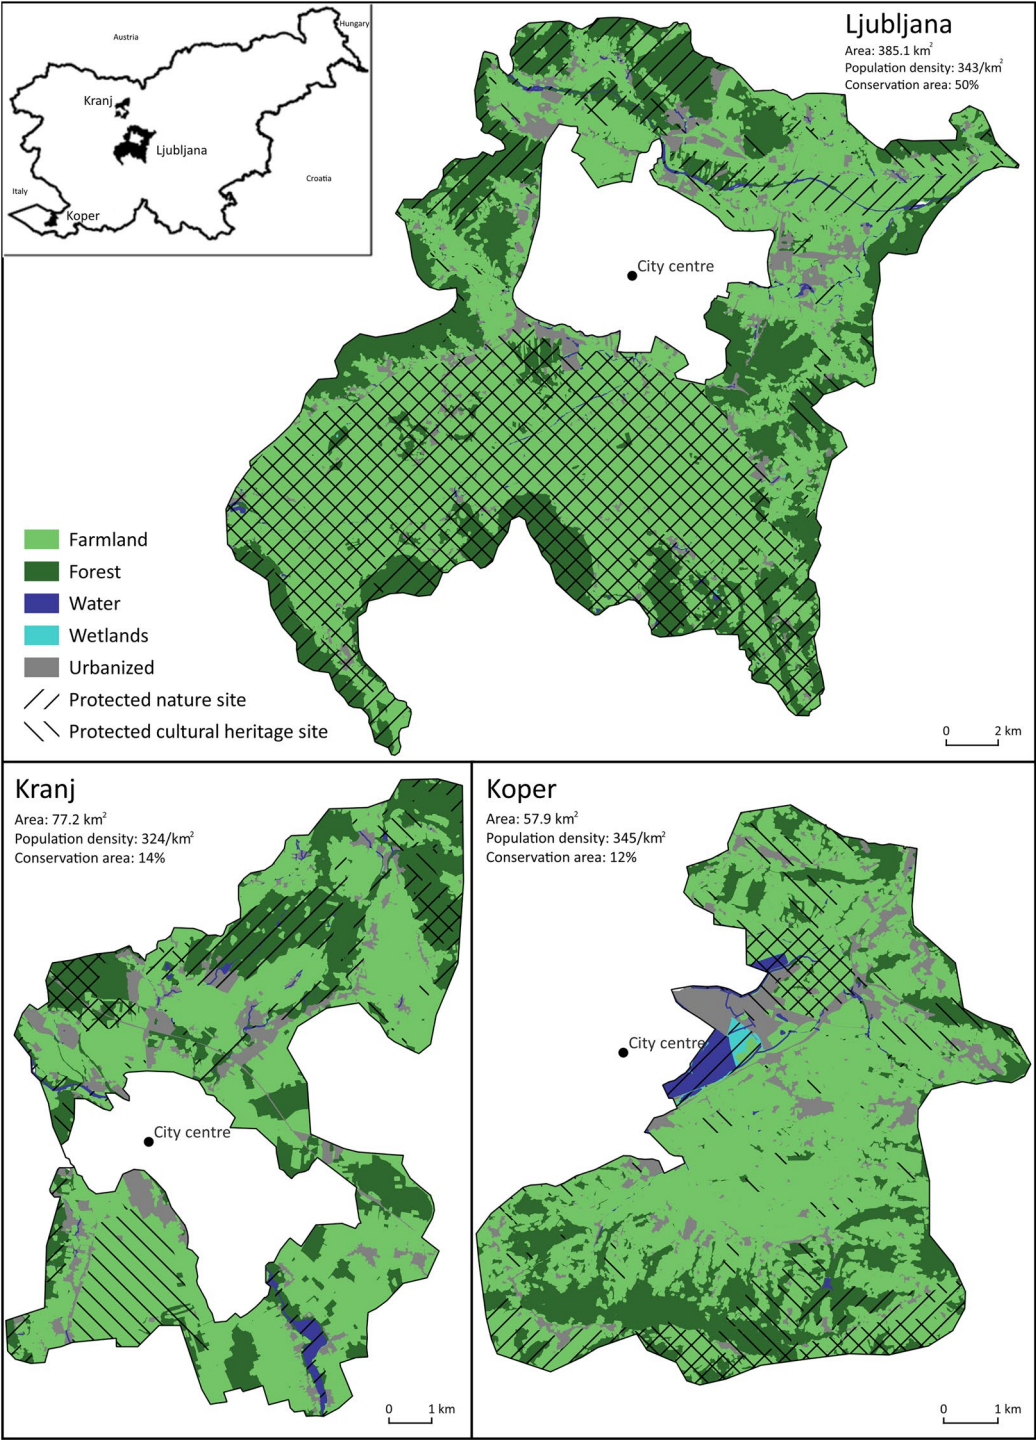 Hungary
Austria
Kranj
Ljubljana
Croatia
Italy
Koper
Ljubljana
Area: 385.1 km²
Population density: 343/km²
Conservation area: 50%
City centre
Farmland
Forest
Water
Wetlands
Urbanized
Protected nature site
Protected cultural heritage site
0 2 km
Kranj
Area: 77.2 km²
Population density: 324/km²
Conservation area: 14%
City centre
0 1 km
Koper
Area: 57.9 km²
Population density: 345/km²
Conservation area: 12%
City centre
0 1 km